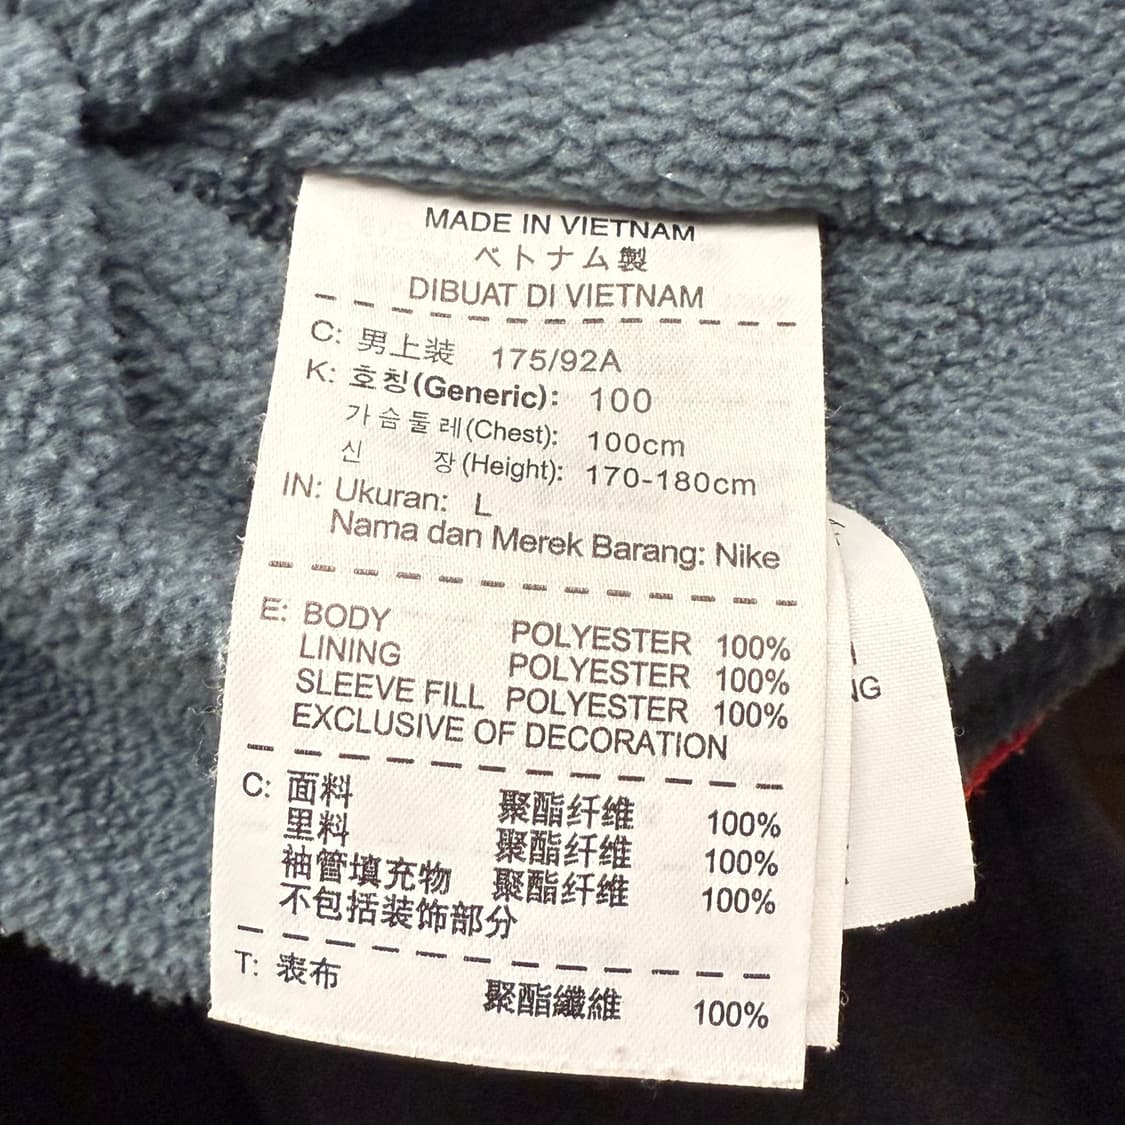 MADE IN VIETNAM
ベトナム製
DIBUAT DI VIETNAM
C: 男上装 175/92A
K: 호칭(Generic): 100
가슴둘레(Chest): 100cm
신 장(Height): 170-180cm
IN: Ukuran: L
Nama dan Merek Barang: Nike
E: BODY POLYESTER 100%
LINING POLYESTER 100%
SLEEVE FILL POLYESTER 100%
EXCLUSIVE OF DECORATION
C: 面料 聚酯纤维 100%
里料 聚酯纤维 100%
袖管填充物 聚酯纤维 100%
不包括装饰部分
T: 表布 聚酯纖維 100%
NG